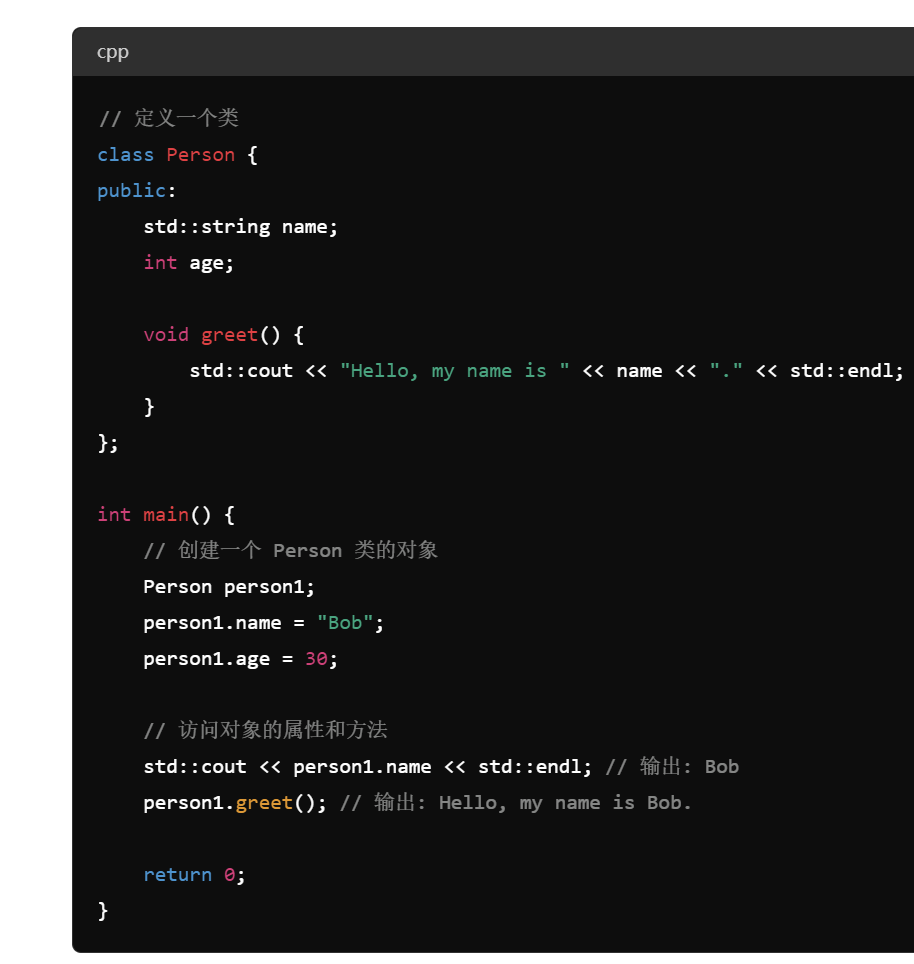 cpp
// 定义一个类
class Person {
public:
    std::string name;
    int age;
    void greet() {
        std::cout << "Hello, my name is " << name << "." << std::endl;
    }
};
int main() {
    // 创建一个 Person 类的对象
    Person person1;
    person1.name = "Bob";
    person1.age = 30;
    // 访问对象的属性和方法
    std::cout << person1.name << std::endl; // 输出: Bob
    person1.greet(); // 输出: Hello, my name is Bob.
    return 0;
}